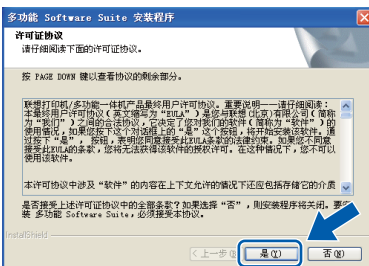 多功能 Software Suite 安装程序
许可证协议
请仔细阅读下面的许可证协议。
按 PAGE DOWN 键以查看协议的剩余部分。
联想打印机/多功能一体机产品最终用户许可协议。重要说明——请仔细阅读:
本最终用户许可协议（英文缩写为“EULA”）是您与联想(北京)有限公司（简称
为“我们”）之间的合法协议，它决定了您对我们的软件（简称为“软件”）的
使用情况，如果您按下这个对话框上的“是”这个按钮，将开始安装该软件。通
过按下“是”，按钮，表明您同意接受此EULA条款的法律约束。如果您不同意
接受此EULA的条款，您将无法获得该软件的授权许可。在这种情况下，您不可以
使用该软件。
本许可协议中涉及“软件”的内容在上下文允许的情况下还应包括存储它的介质
是否接受上述许可证协议中的全部条款？如果选择“否”，则安装程序将关闭。要安
装 多功能 Software Suite，必须接受本协议。
InstallShield
< 上一步(B) 是(Y) 否(N)